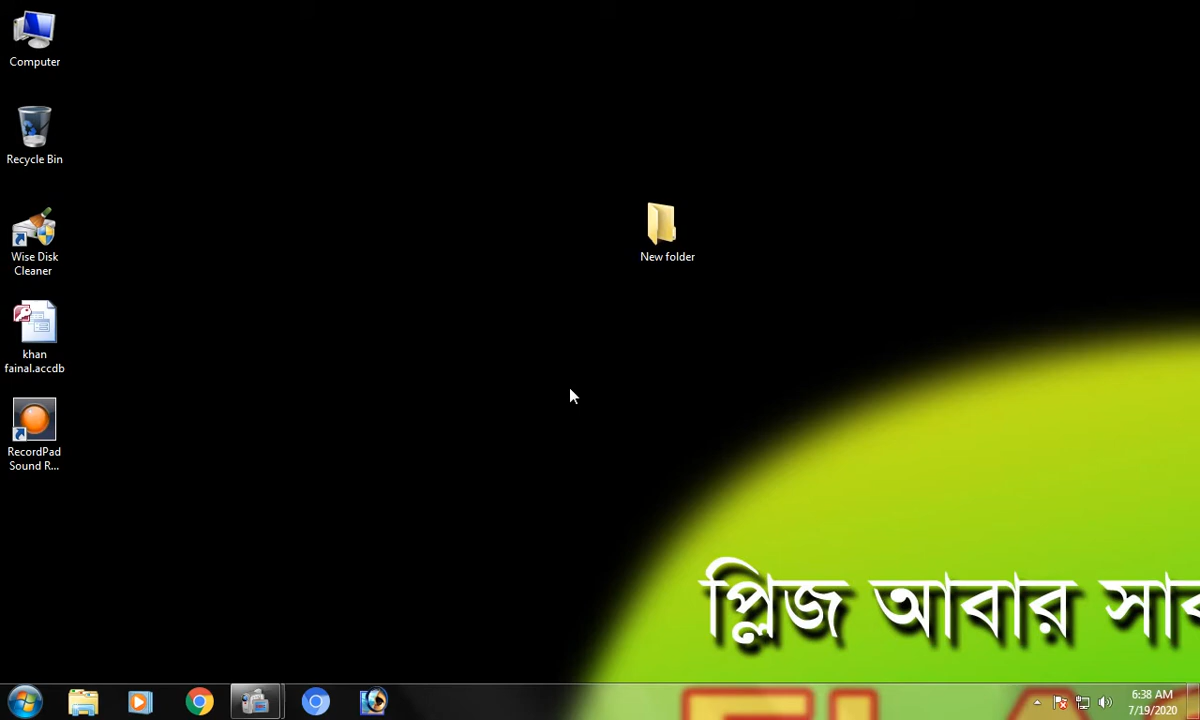 Computer
Recycle Bin
Wise Disk
Cleaner
khan
fainal.accdb
RecordPad
Sound R...
New folder
প্লিজ আবার
6:38 AM
7/19/2020